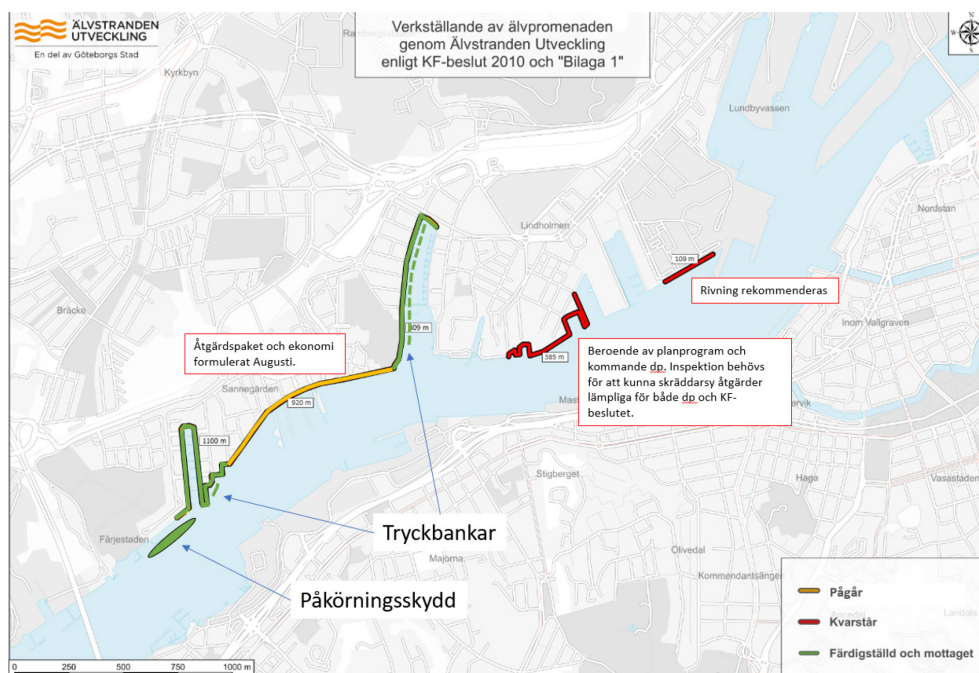 ÄLVSTRANDEN
UTVECKLING
En del av Göteborgs Stad
Verkställande av älvpromenaden
genom Älvstranden Utveckling
enligt KF-beslut 2010 och "Bilaga 1"
Kyrkbyn
Lundbyvassen
Nordstan
Lindholmen
109 m
Rivning rekommenderas
Bräcke
Inom Vallgraven
Åtgärdspaket och ekonomi
formulerat Augusti.
809 m
385 m
Beroende av planprogram och
kommande dp. Inspektion behövs
för att kunna skräddarsy åtgärder
lämpliga för både dp och KF-
beslutet.
Sannegården
920 m
1100 m
Stigberget
Haga
Vasastaden
Färjestaden
Tryckbankar
Majorna
Olivedal
Kommendantsängen
Påkörningsskydd
Pågår
Kvarstår
Färdigställd och mottaget
0 250 500 750 1000 m